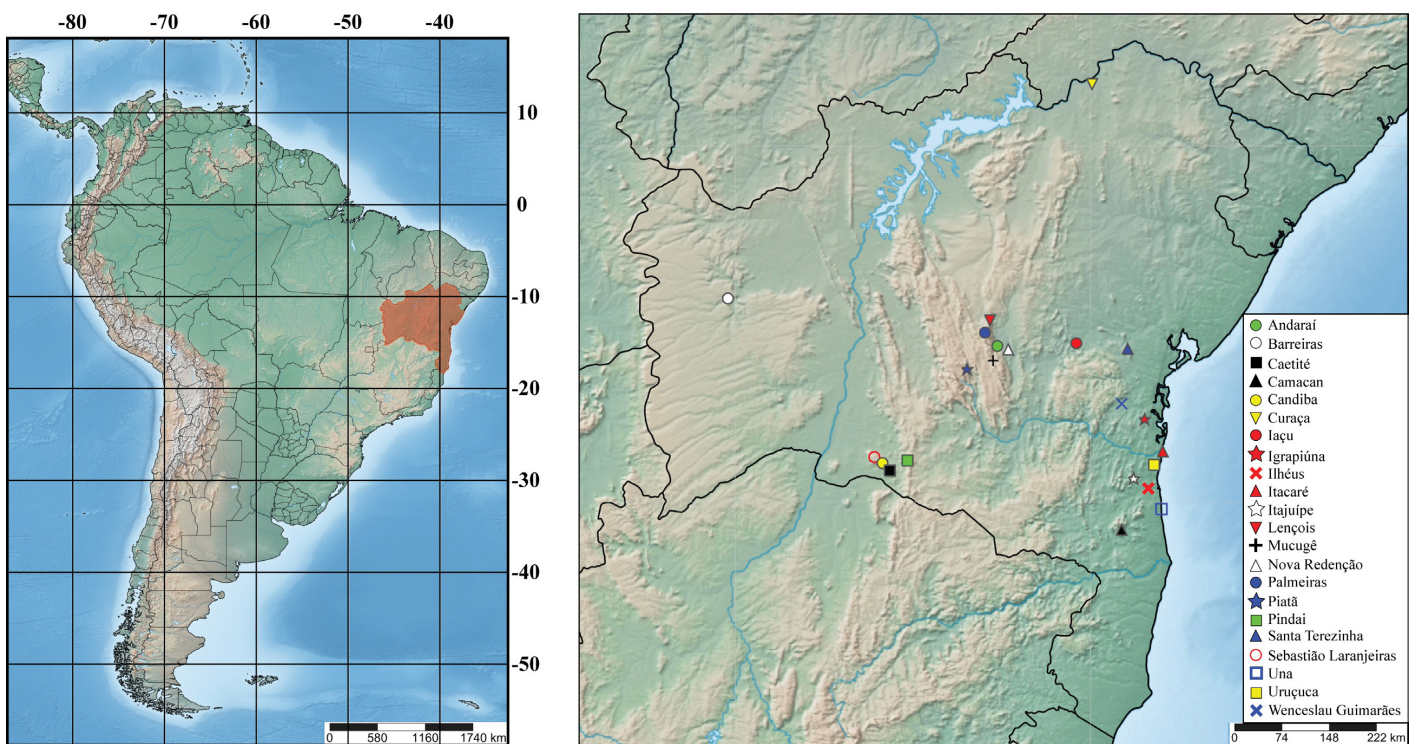 -80 -70 -60 -50 -40
10
0
-10
-20
-30
-40
-50
0 580 1160 1740 km
Andaraí
Barreiras
Caetité
Camacan
Candiba
Curaça
Iaçu
Igrapiúna
Ilhéus
Itacaré
Itajuípe
Lençois
Mucugê
Nova Redenção
Palmeiras
Piatã
Pindai
Santa Terezinha
Sebastião Laranjeiras
Una
Uruçuca
Wenceslau Guimarães
0 74 148 222 km